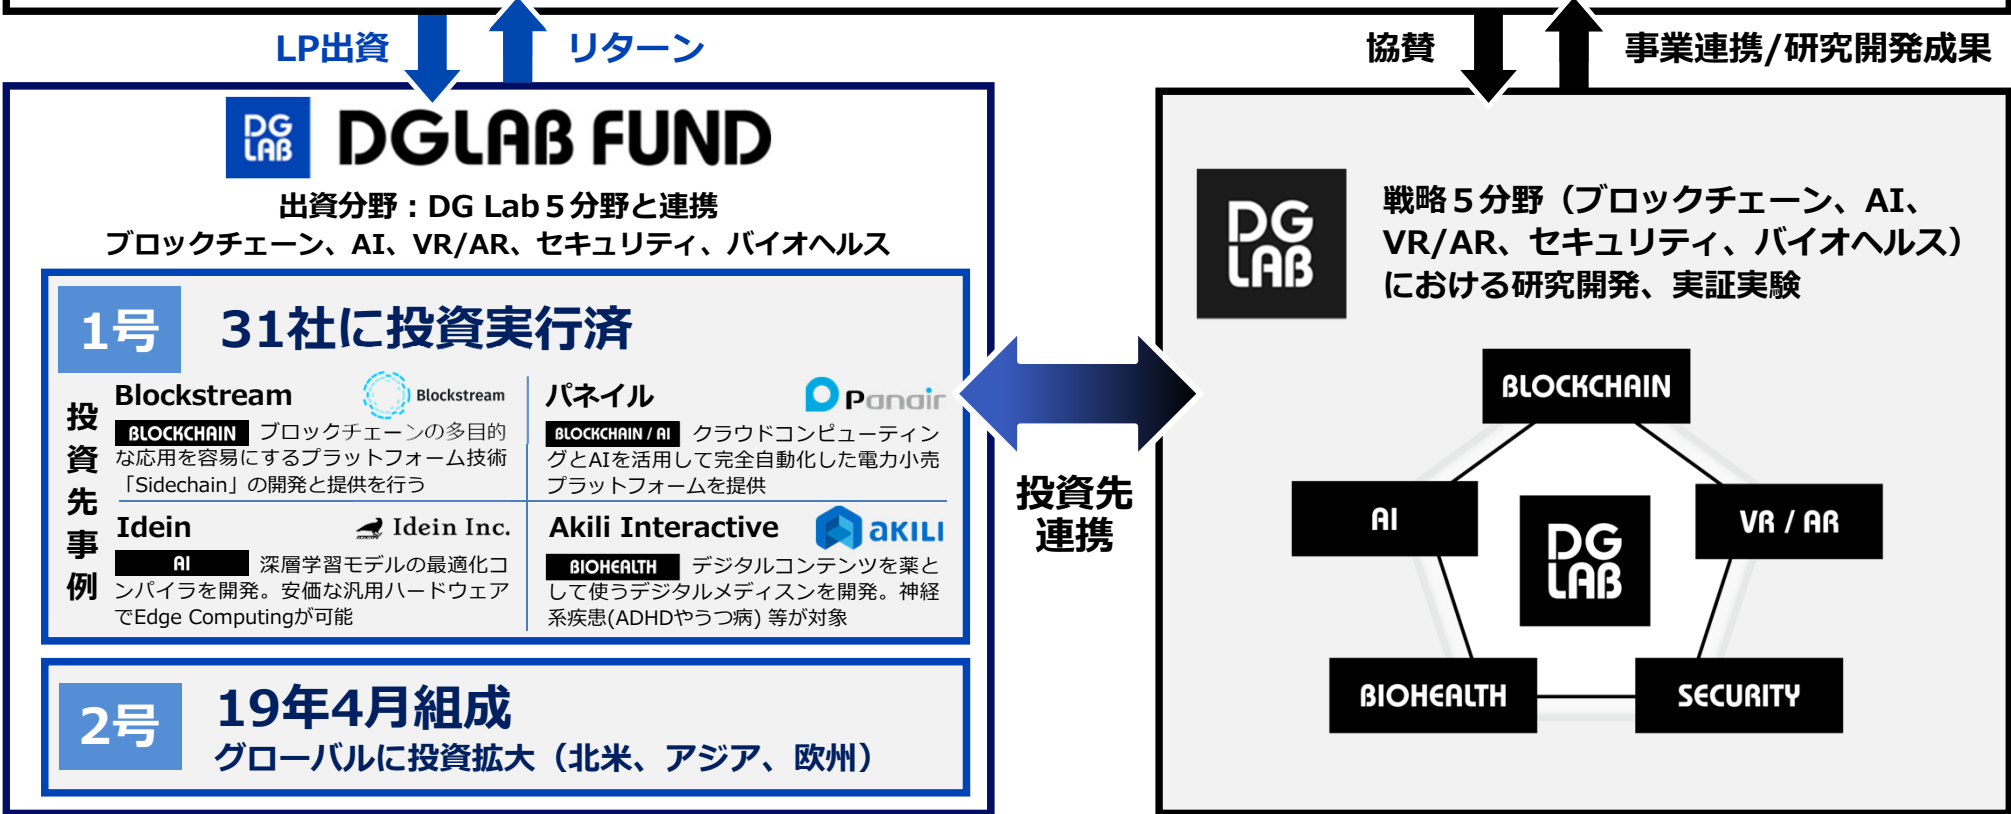 LP出資
リターン
協賛
事業連携/研究開発成果
DG
LAB
DGLAB FUND
出資分野：DG Lab５分野と連携
ブロックチェーン、AI、VR/AR、セキュリティ、バイオヘルス
1号
31社に投資実行済
投資先事例
Blockstream
Blockstream
BLOCKCHAIN ブロックチェーンの多目的
な応用を容易にするプラットフォーム技術
「Sidechain」の開発と提供を行う
パネイル
Panair
BLOCKCHAIN / AI クラウドコンピューティン
グとAIを活用して完全自動化した電力小売
プラットフォームを提供
Idein
IDEIN
Idein Inc.
AI 深層学習モデルの最適化コ
ンパイラを開発。安価な汎用ハードウェア
でEdge Computingが可能
Akili Interactive
AKILI
BIOHEALTH デジタルコンテンツを薬と
して使うデジタルメディスンを開発。神経
系疾患(ADHDやうつ病) 等が対象
2号
19年4月組成
グローバルに投資拡大（北米、アジア、欧州）
投資先
連携
DG
LAB
戦略５分野（ブロックチェーン、AI、
VR/AR、セキュリティ、バイオヘルス）
における研究開発、実証実験
BLOCKCHAIN
AI
DG
LAB
VR / AR
BIOHEALTH
SECURITY